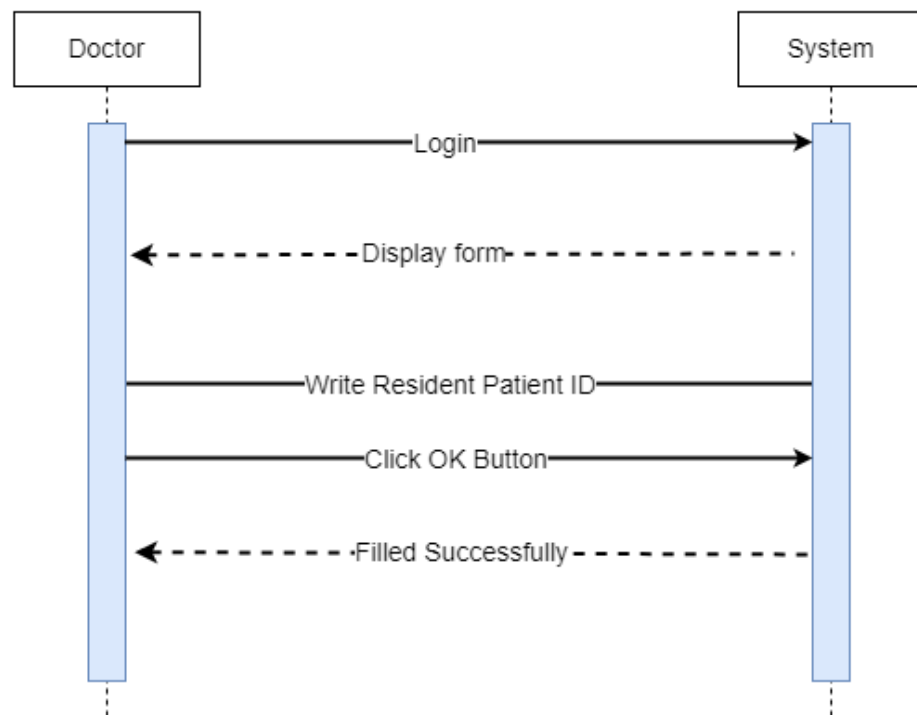 Doctor
System
Login
Display form
Write Resident Patient ID
Click OK Button
Filled Successfully